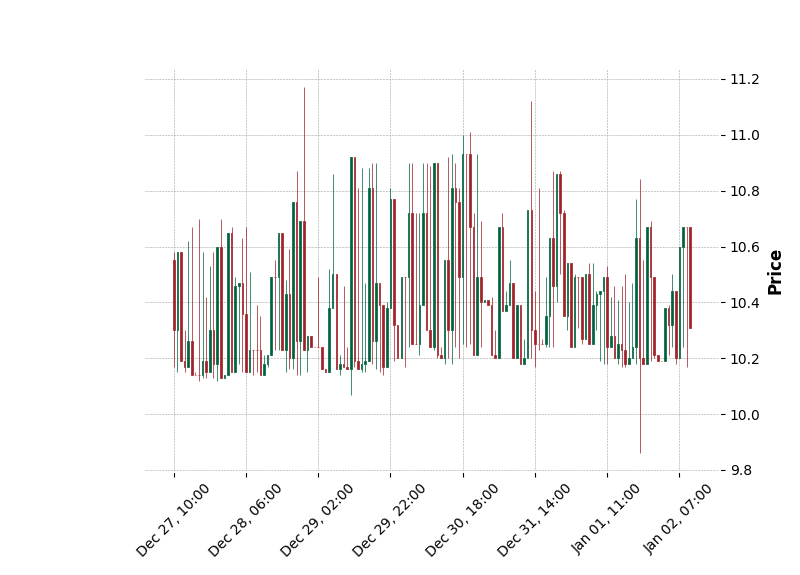 11.2
11.0
10.8
10.6
10.4
10.2
10.0
9.8
Price
Dec 27, 10:00
Dec 28, 06:00
Dec 29, 02:00
Dec 29, 22:00
Dec 30, 18:00
Dec 31, 14:00
Jan 01, 11:00
Jan 02, 07:00